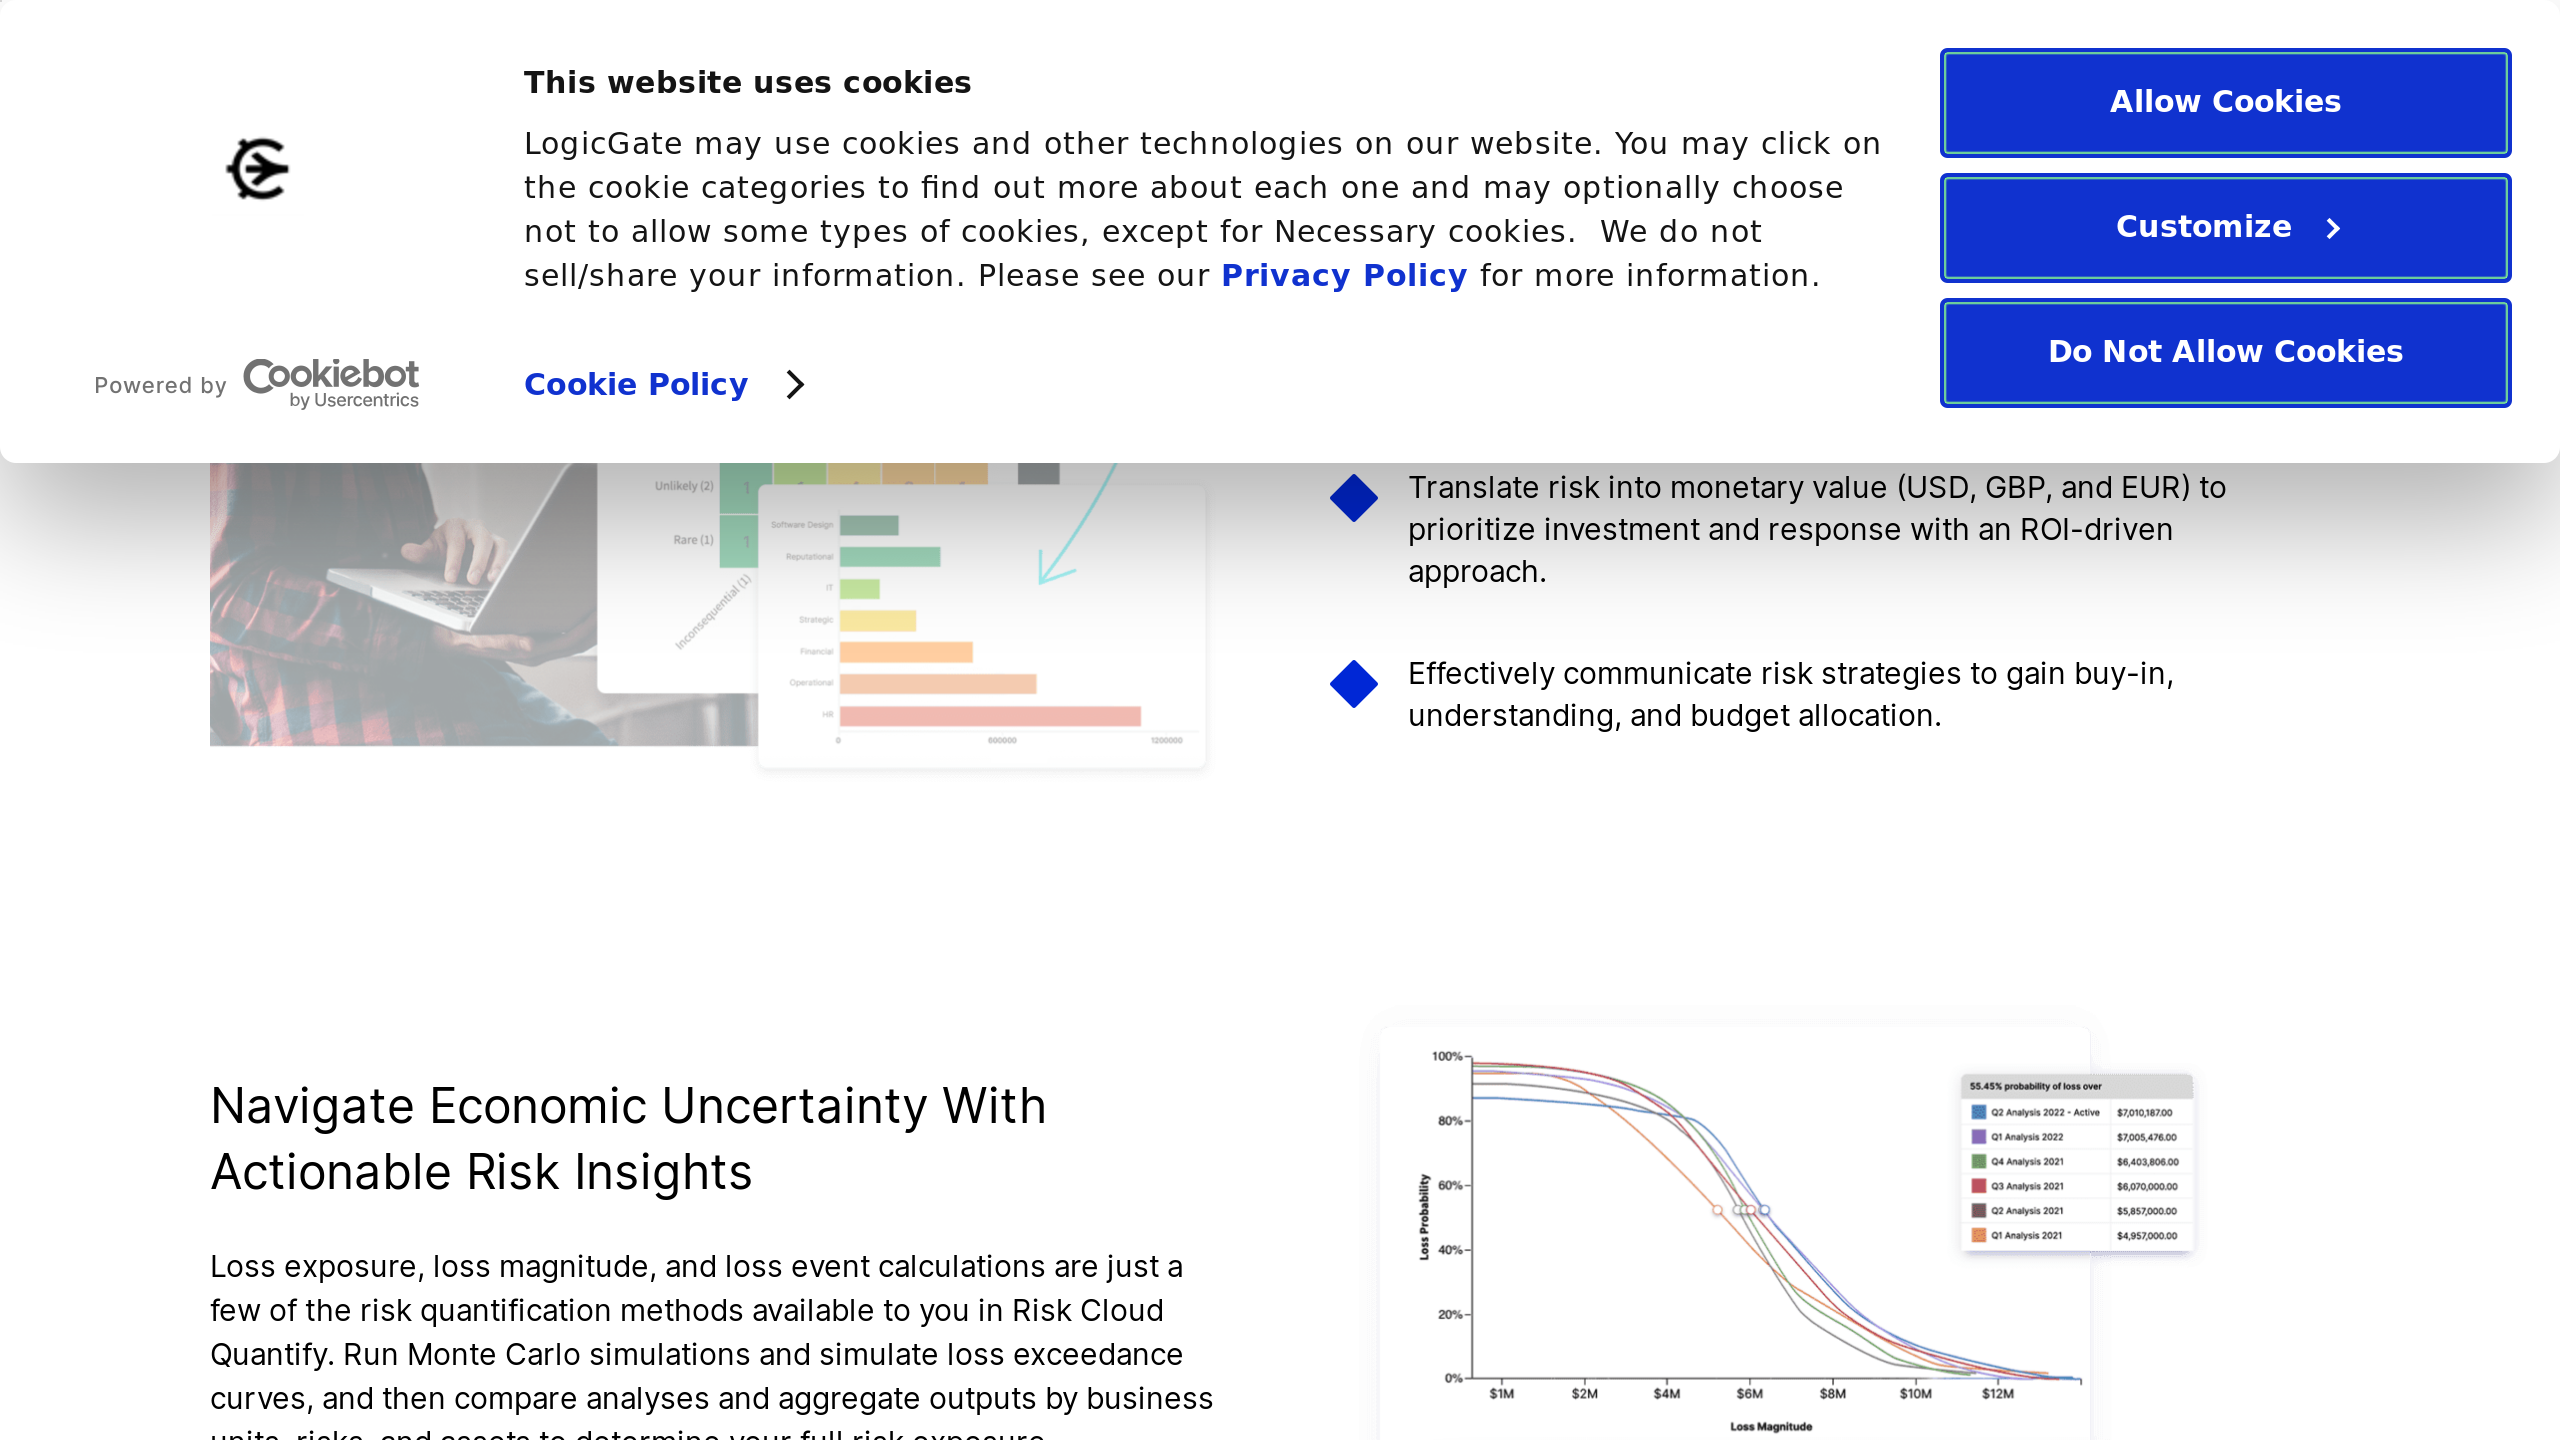 This website uses cookies
LogicGate may use cookies and other technologies on our website. You may click on
the cookie categories to find out more about each one and may optionally choose
not to allow some types of cookies, except for Necessary cookies.  We do not
sell/share your information. Please see our Privacy Policy for more information.
Powered by Cookiebot
by Usercentrics
Cookie Policy
Allow Cookies
Customize
Do Not Allow Cookies
Unlikely (2)
1
Rare (1)
1
Inconsequential (1)
Software Design
Reputational
IT
Strategic
Financial
Operational
HR
0
600000
1200000
Translate risk into monetary value (USD, GBP, and EUR) to
prioritize investment and response with an ROI-driven
approach.
Effectively communicate risk strategies to gain buy-in,
understanding, and budget allocation.
Navigate Economic Uncertainty With
Actionable Risk Insights
Loss exposure, loss magnitude, and loss event calculations are just a
few of the risk quantification methods available to you in Risk Cloud
Quantify. Run Monte Carlo simulations and simulate loss exceedance
curves, and then compare analyses and aggregate outputs by business
units, risks, and assets to determine your full risk exposure.
100%
80%
60%
40%
20%
0%
Loss Probability
$1M
$2M
$4M
$6M
$8M
$10M
$12M
Loss Magnitude
55.45% probability of loss over
Q2 Analysis 2022 - Active $7,010,187.00
Q1 Analysis 2022 $7,005,476.00
Q4 Analysis 2021 $6,403,806.00
Q3 Analysis 2021 $6,070,000.00
Q2 Analysis 2021 $5,857,000.00
Q1 Analysis 2021 $4,957,000.00